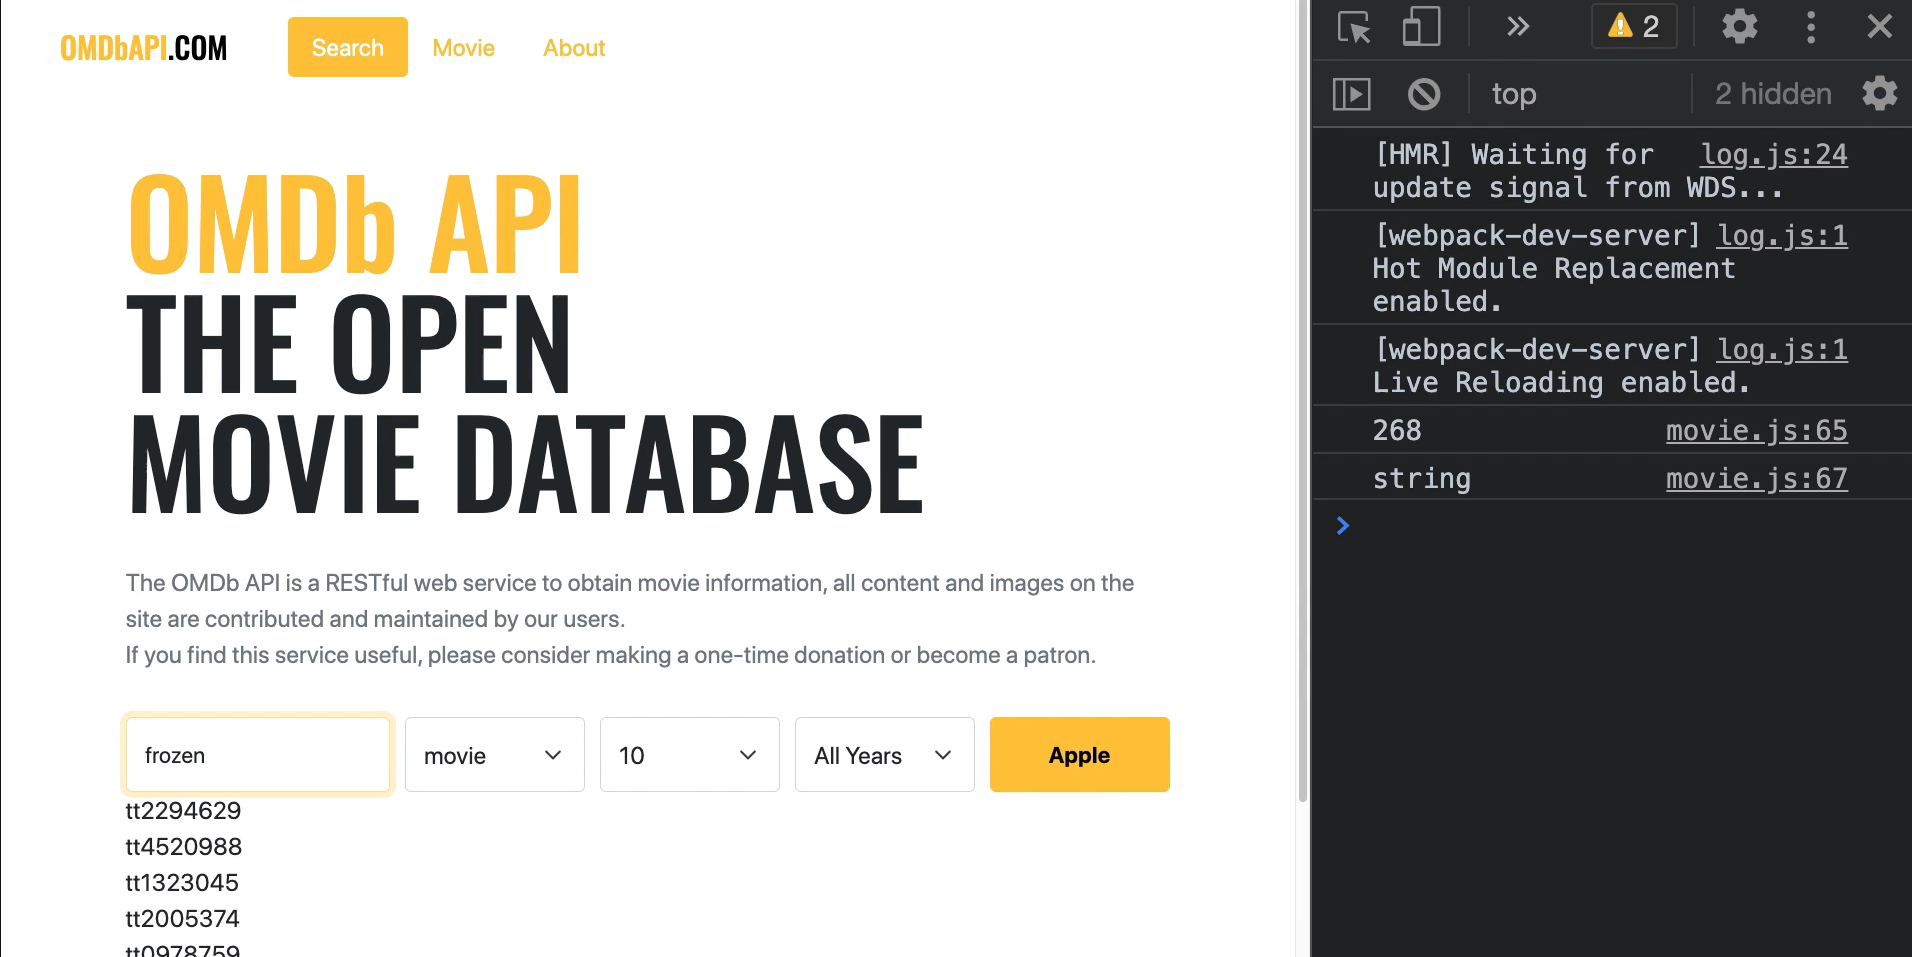 OMDbAPI.COM
Search
Movie
About
OMDb API
THE OPEN
MOVIE DATABASE
The OMDb API is a RESTful web service to obtain movie information, all content and images on the
site are contributed and maintained by our users.
If you find this service useful, please consider making a one-time donation or become a patron.
frozen
movie
10
All Years
Apple
tt2294629
tt4520988
tt1323045
tt2005374
tt0978759
2
top
2 hidden
[HMR] Waiting for log.js:24
update signal from WDS...
[webpack-dev-server] log.js:1
Hot Module Replacement
enabled.
[webpack-dev-server] log.js:1
Live Reloading enabled.
268 movie.js:65
string movie.js:67